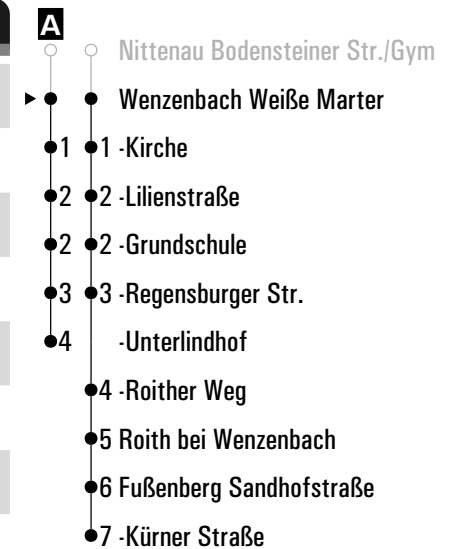 A
Nittenau Bodensteiner Str./Gym
Wenzenbach Weiße Marter
1 1 -Kirche
2 2 -Lilienstraße
2 2 -Grundschule
3 3 -Regensburger Str.
4 -Unterlindhof
4 -Roither Weg
5 Roith bei Wenzenbach
6 Fußenberg Sandhofstraße
7 -Kürner Straße